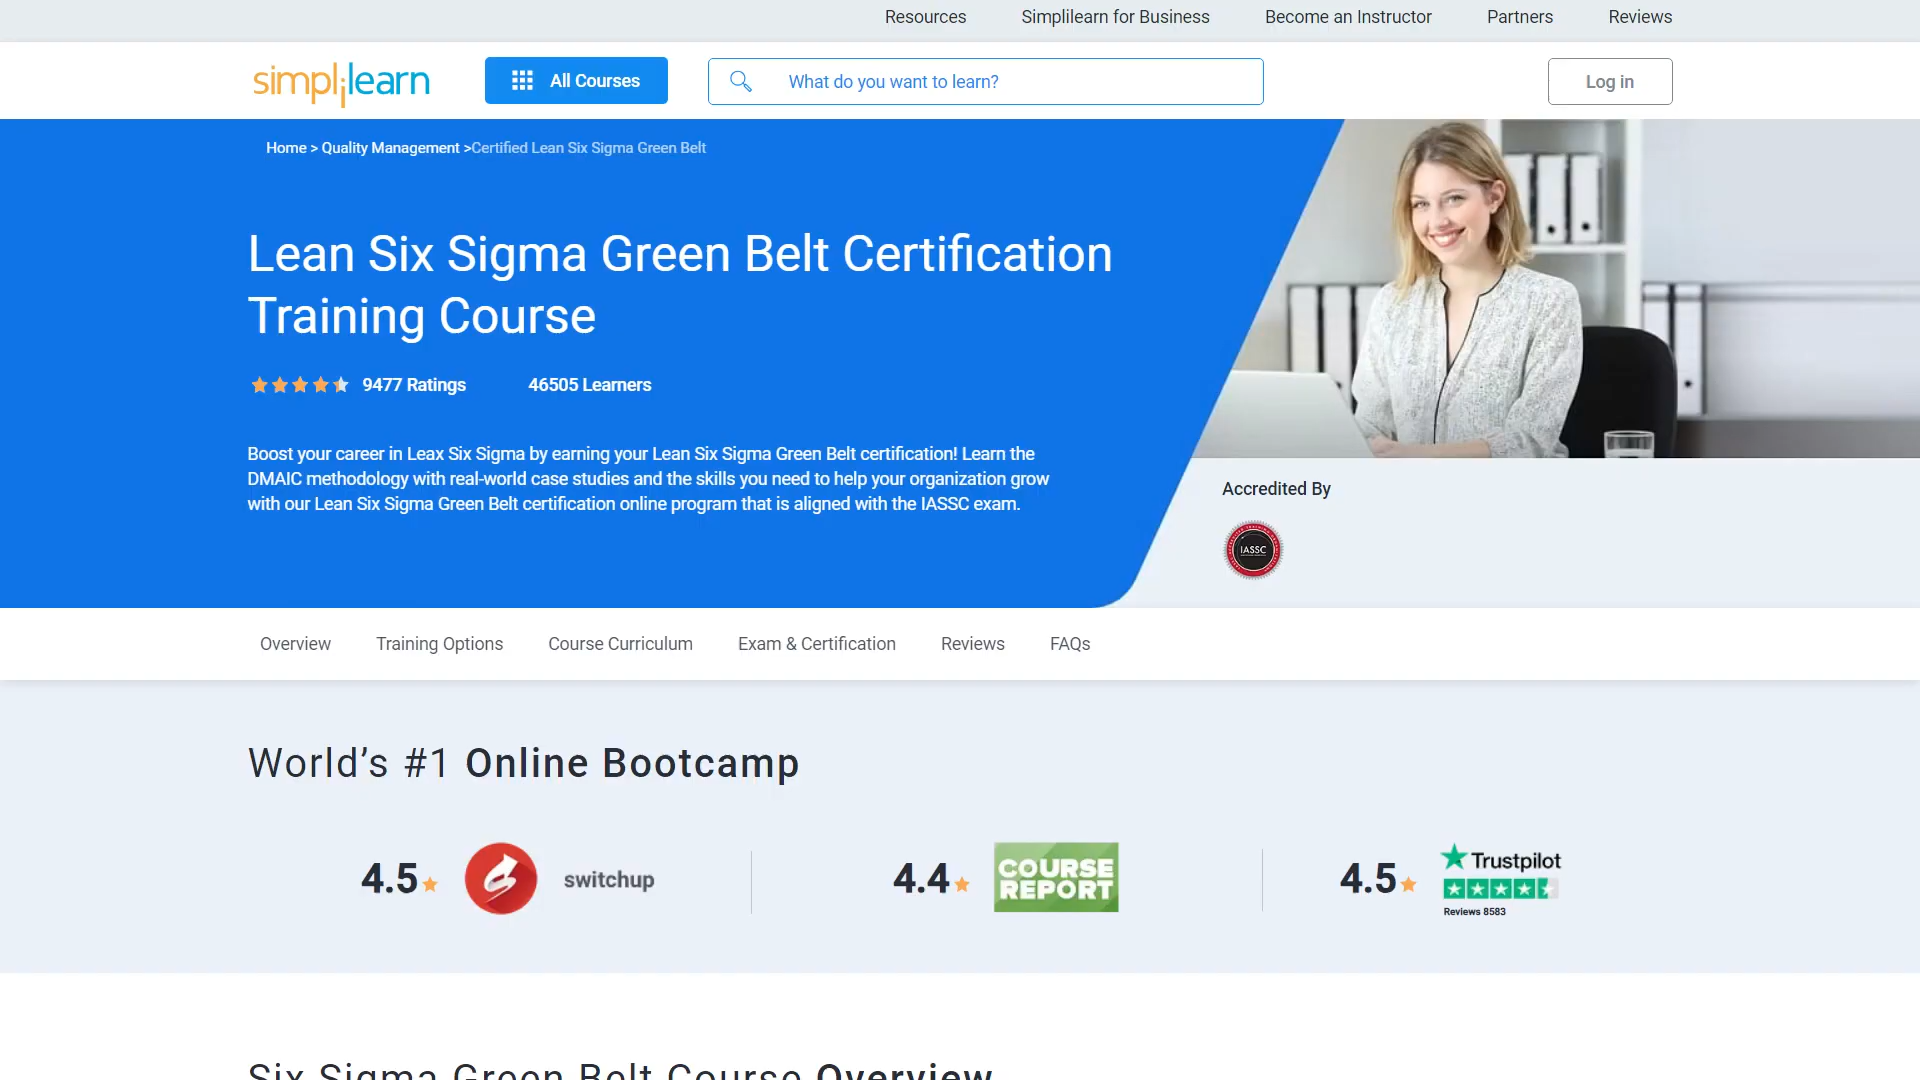 Resources Simplilearn for Business Become an Instructor Partners Reviews
simplilearn All Courses What do you want to learn? Log in
Home > Quality Management >Certified Lean Six Sigma Green Belt
Lean Six Sigma Green Belt Certification
Training Course
9477 Ratings 46505 Learners
Boost your career in Leax Six Sigma by earning your Lean Six Sigma Green Belt certification! Learn the
DMAIC methodology with real-world case studies and the skills you need to help your organization grow
with our Lean Six Sigma Green Belt certification online program that is aligned with the IASSC exam.
Accredited By
IASSC
Overview Training Options Course Curriculum Exam & Certification Reviews FAQs
World's #1 Online Bootcamp
4.5 switchup
4.4 COURSE
REPORT
4.5 Trustpilot
Reviews 8583
Six Sigma Green Belt Course Overview